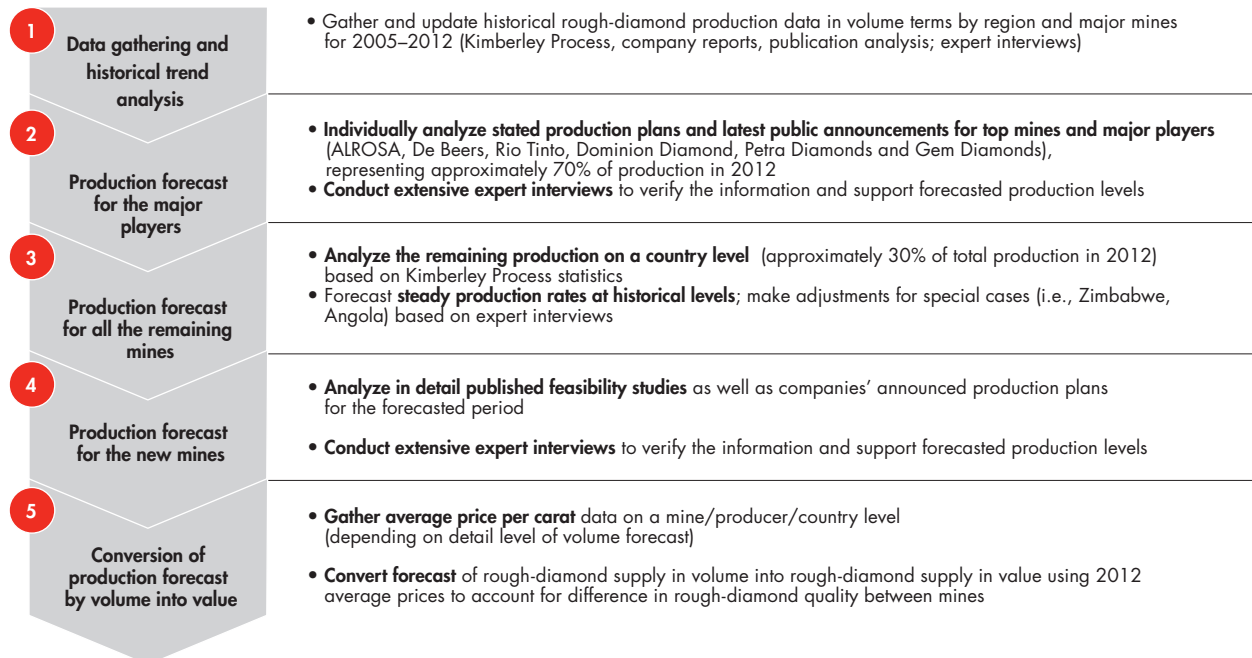 1
Data gathering and
historical trend
analysis
• Gather and update historical rough-diamond production data in volume terms by region and major mines
for 2005–2012 (Kimberley Process, company reports, publication analysis; expert interviews)
2
Production forecast
for the major
players
• Individually analyze stated production plans and latest public announcements for top mines and major players
(ALROSA, De Beers, Rio Tinto, Dominion Diamond, Petra Diamonds and Gem Diamonds),
representing approximately 70% of production in 2012
• Conduct extensive expert interviews to verify the information and support forecasted production levels
3
Production forecast
for all the remaining
mines
• Analyze the remaining production on a country level (approximately 30% of total production in 2012)
based on Kimberley Process statistics
• Forecast steady production rates at historical levels; make adjustments for special cases (i.e., Zimbabwe,
Angola) based on expert interviews
4
Production forecast
for the new mines
• Analyze in detail published feasibility studies as well as companies’ announced production plans
for the forecasted period
• Conduct extensive expert interviews to verify the information and support forecasted production levels
5
Conversion of
production forecast
by volume into value
• Gather average price per carat data on a mine/producer/country level
(depending on detail level of volume forecast)
• Convert forecast of rough-diamond supply in volume into rough-diamond supply in value using 2012
average prices to account for difference in rough-diamond quality between mines